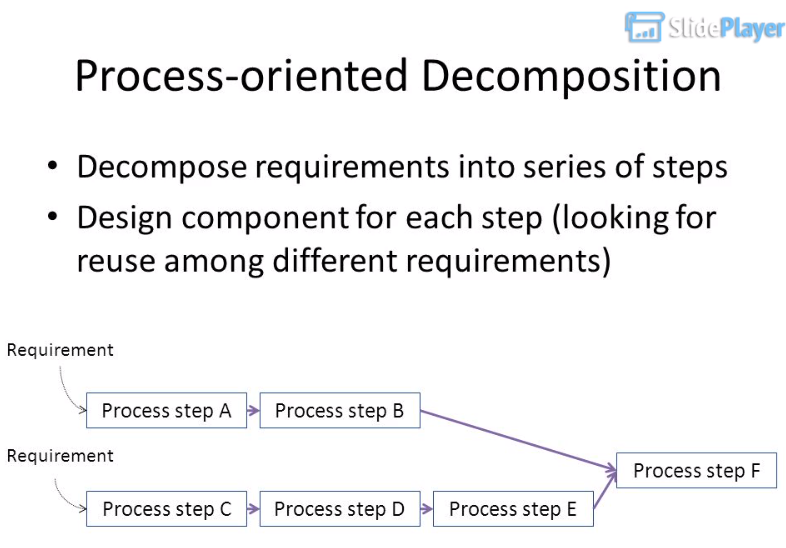 SlidePlayer
Process-oriented Decomposition
• Decompose requirements into series of steps
• Design component for each step (looking for
reuse among different requirements)
Requirement
Process step A
Process step B
Requirement
Process step F
Process step C
Process step D
Process step E